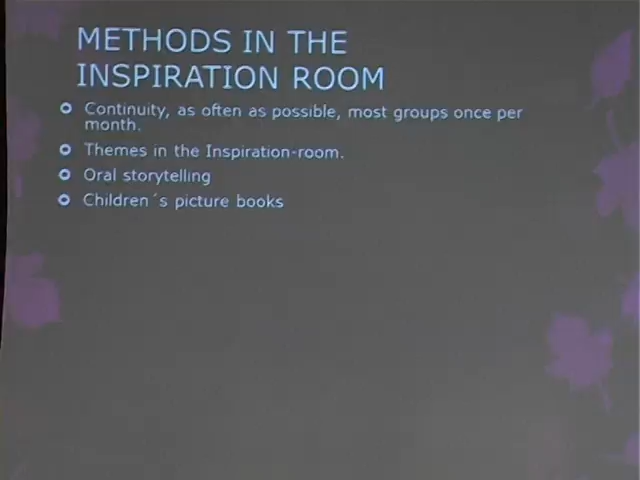 METHODS IN THE
INSPIRATION ROOM
Continuity, as often as possible, most groups once per
month.
Themes in the Inspiration-room.
Oral storytelling
Children´s picture books